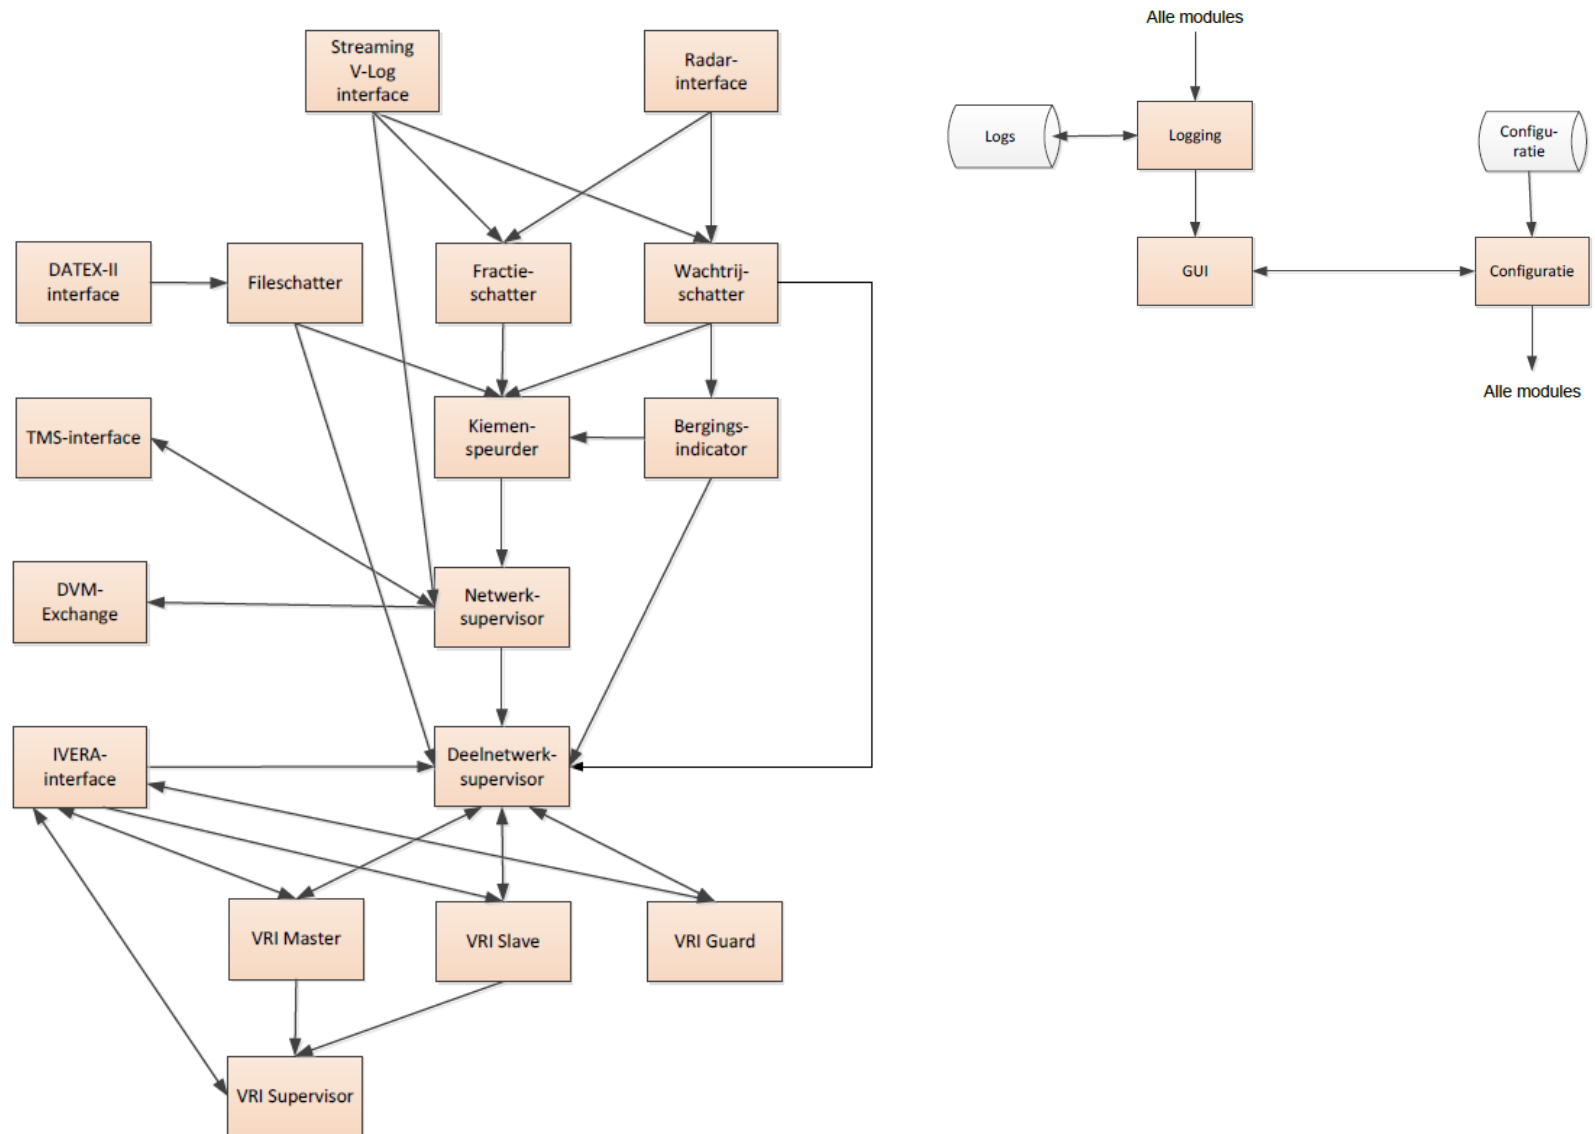 Streaming
V-Log
interface
Radar-
interface
DATEX-II
interface
Fileschatter
Fractie-
schatter
Wachtrij-
schatter
TMS-interface
Kiemen-
speurder
Bergings-
indicator
DVM-
Exchange
Netwerk-
supervisor
IVERA-
interface
Deelnetwerk-
supervisor
VRI Master
VRI Slave
VRI Guard
VRI Supervisor
Alle modules
Logs
Logging
Configu-
ratie
GUI
Configuratie
Alle modules